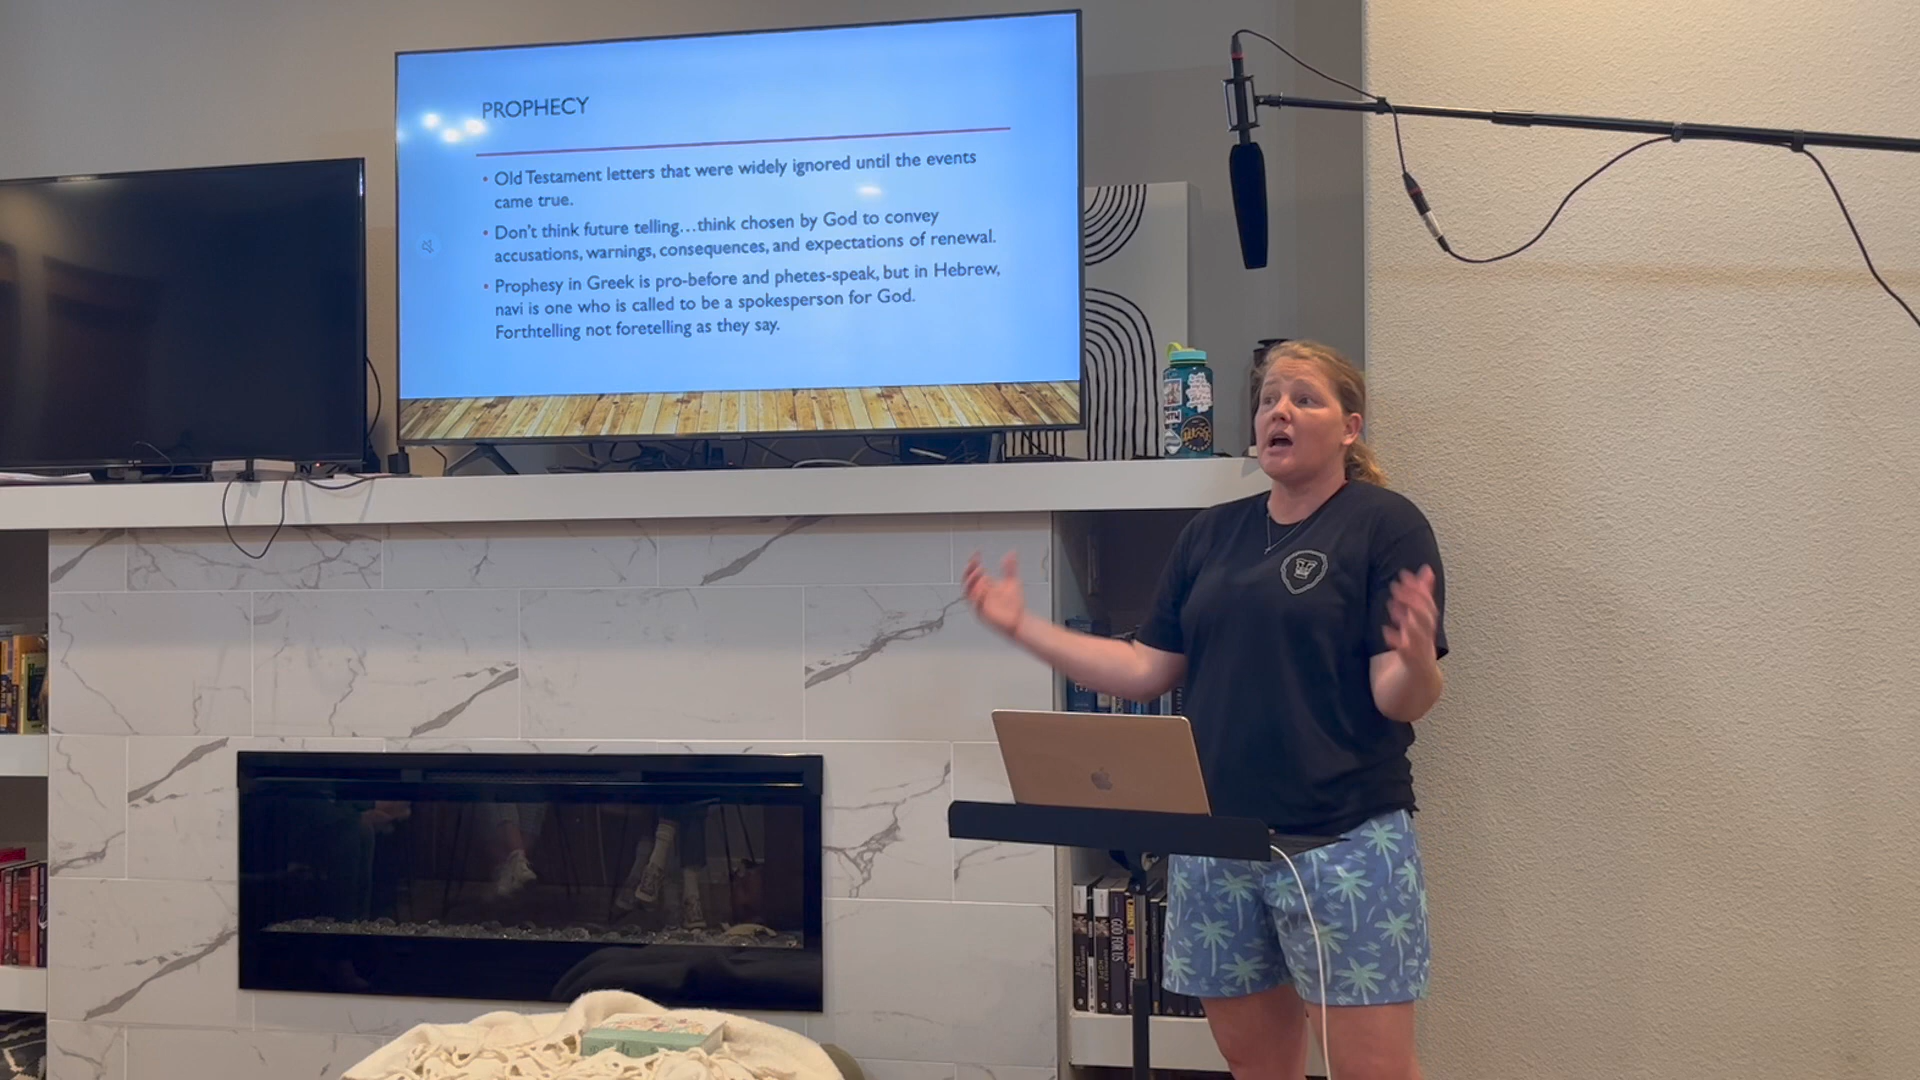 PROPHECY
• Old Testament letters that were widely ignored until the events
came true.
• Don't think future telling...think chosen by God to convey
accusations, warnings, consequences, and expectations of renewal.
• Prophesy in Greek is pro-before and phetes-speak, but in Hebrew,
navi is one who is called to be a spokesperson for God.
Forthtelling not foretelling as they say.
GOD FOR US